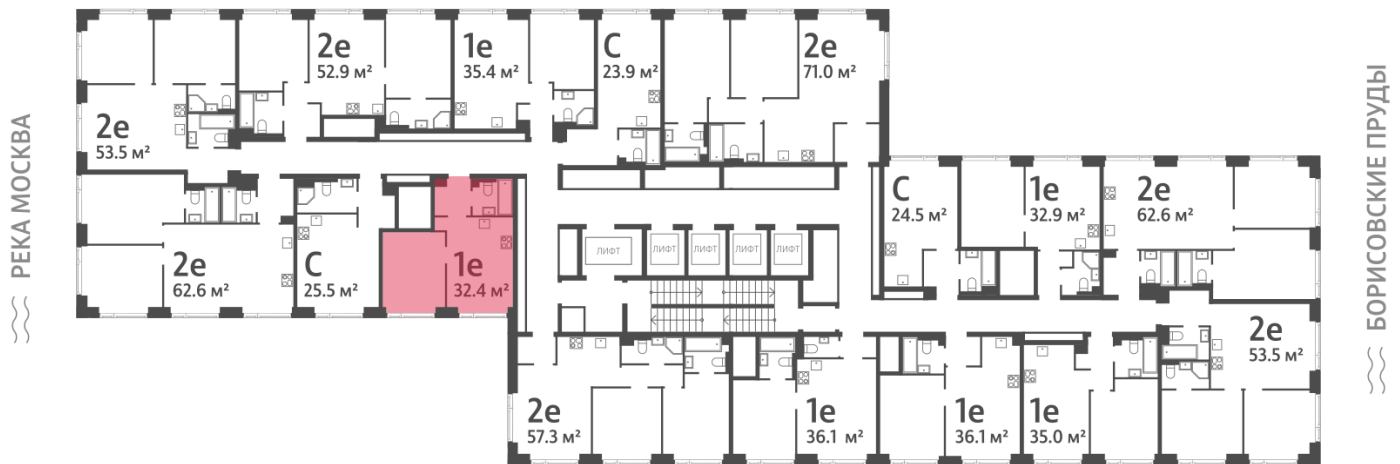 РЕКА МОСКВА
2е
53.5 м²
2е
52.9 м²
1е
35.4 м²
С
23.9 м²
2е
71.0 м²
2е
62.6 м²
С
25.5 м²
1е
32.4 м²
ЛИФТ
ЛИФТ
ЛИФТ
ЛИФТ
ЛИФТ
С
24.5 м²
1е
32.9 м²
2е
62.6 м²
2е
57.3 м²
1е
36.1 м²
1е
36.1 м²
1е
35.0 м²
2е
53.5 м²
БОРИСОВСКИЕ ПРУДЫ